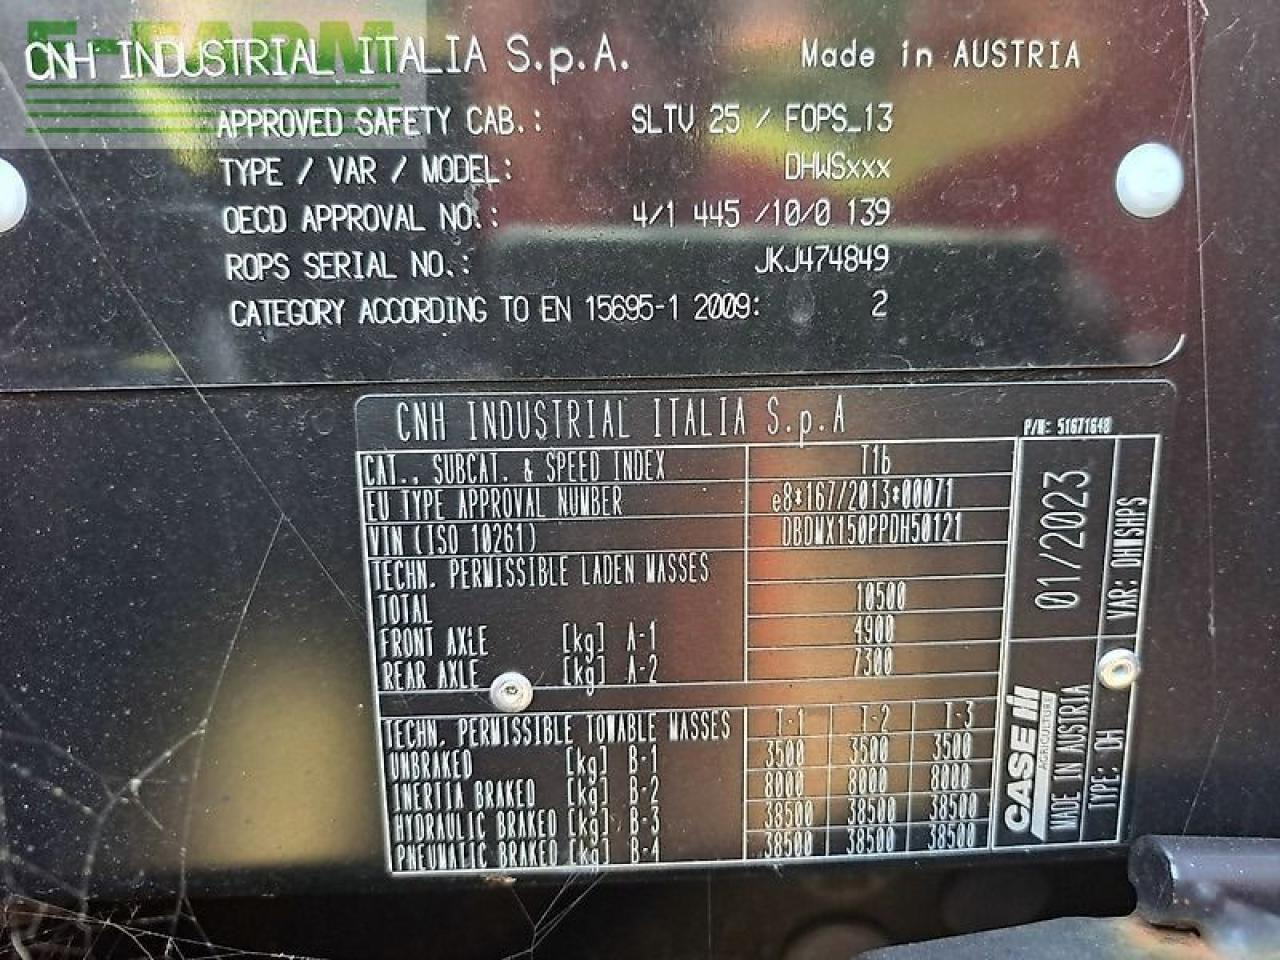 E-FARM
CNH INDUSTRIAL ITALIA S.p.A. Made in AUSTRIA
APPROVED SAFETY CAB.: SLTV 25 / FOPS_13
TYPE / VAR / MODEL: DHWSxxx
OECD APPROVAL NO.: 4/1 445 /10/0 139
ROPS SERIAL NO.: JKJ474849
CATEGORY ACCORDING TO EN 15695-1 2009: 2
CNH INDUSTRIAL ITALIA S.p.A
P/N: 51671648
CAT., SUBCAT. & SPEED INDEX T1b
EU TYPE APPROVAL NUMBER e8*167/2013*00071
VIN (ISO 10261) DBDMX150PPDH50121
TECHN. PERMISSIBLE LADEN MASSES
TOTAL 10500
FRONT AXLE [kg] A-1 4900
REAR AXLE [kg] A-2 7300
TECHN. PERMISSIBLE TOWABLE MASSES T-1 T-2 T-3
UNBRAKED [kg] B-1 3500 3500 3500
INERTIA BRAKED [kg] B-2 8000 8000 8000
HYDRAULIC BRAKED [kg] B-3 38500 38500 38500
PNEUMATIC BRAKED [kg] B-4 38500 38500 38500
01/2023
CASE IH
AGRICULTURE
MADE IN AUSTRIA
TYPE: DH VAR: DH1SHPS